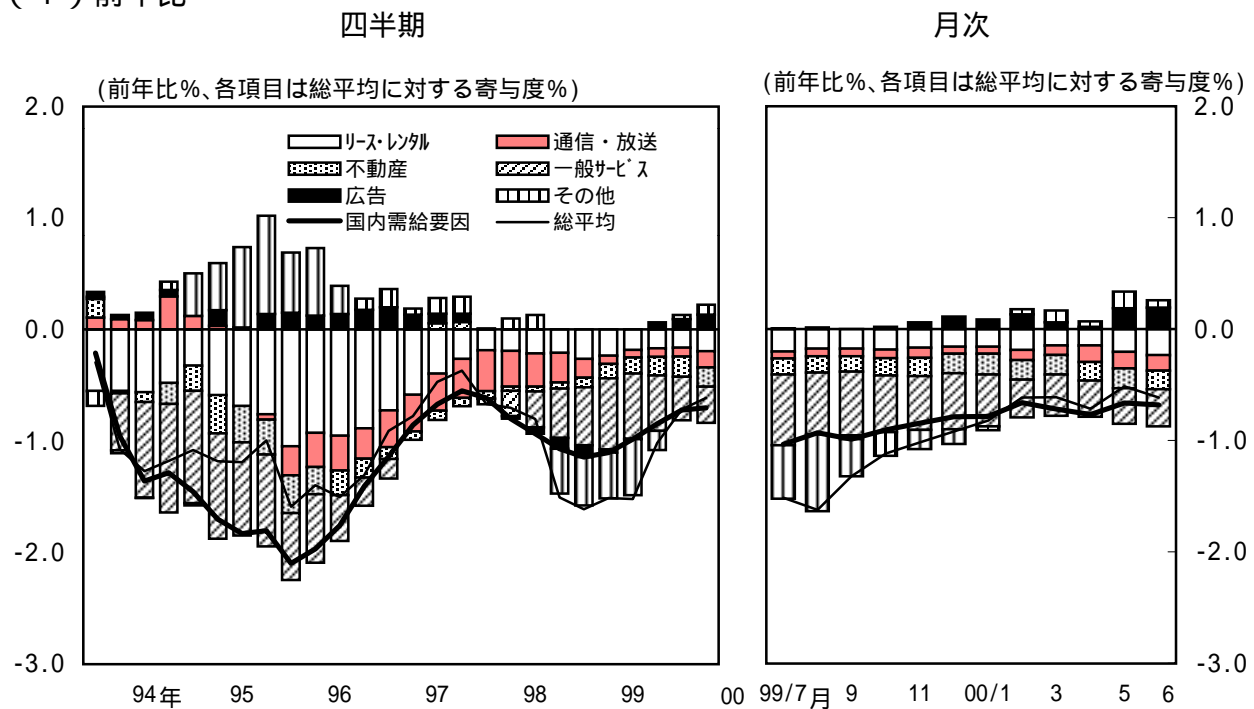 四半期
月次
(前年比%、各項目は総平均に対する寄与度%)
(前年比%、各項目は総平均に対する寄与度%)
2.0
1.0
0.0
-1.0
-2.0
-3.0
ﾘｰｽ・ﾚﾝﾀﾙ
通信・放送
不動産
一般ｻｰﾋﾞｽ
広告
その他
国内需給要因
総平均
2.0
1.0
0.0
-1.0
-2.0
-3.0
94年 95 96 97 98 99 00
99/7月 9 11 00/1 3 5 6